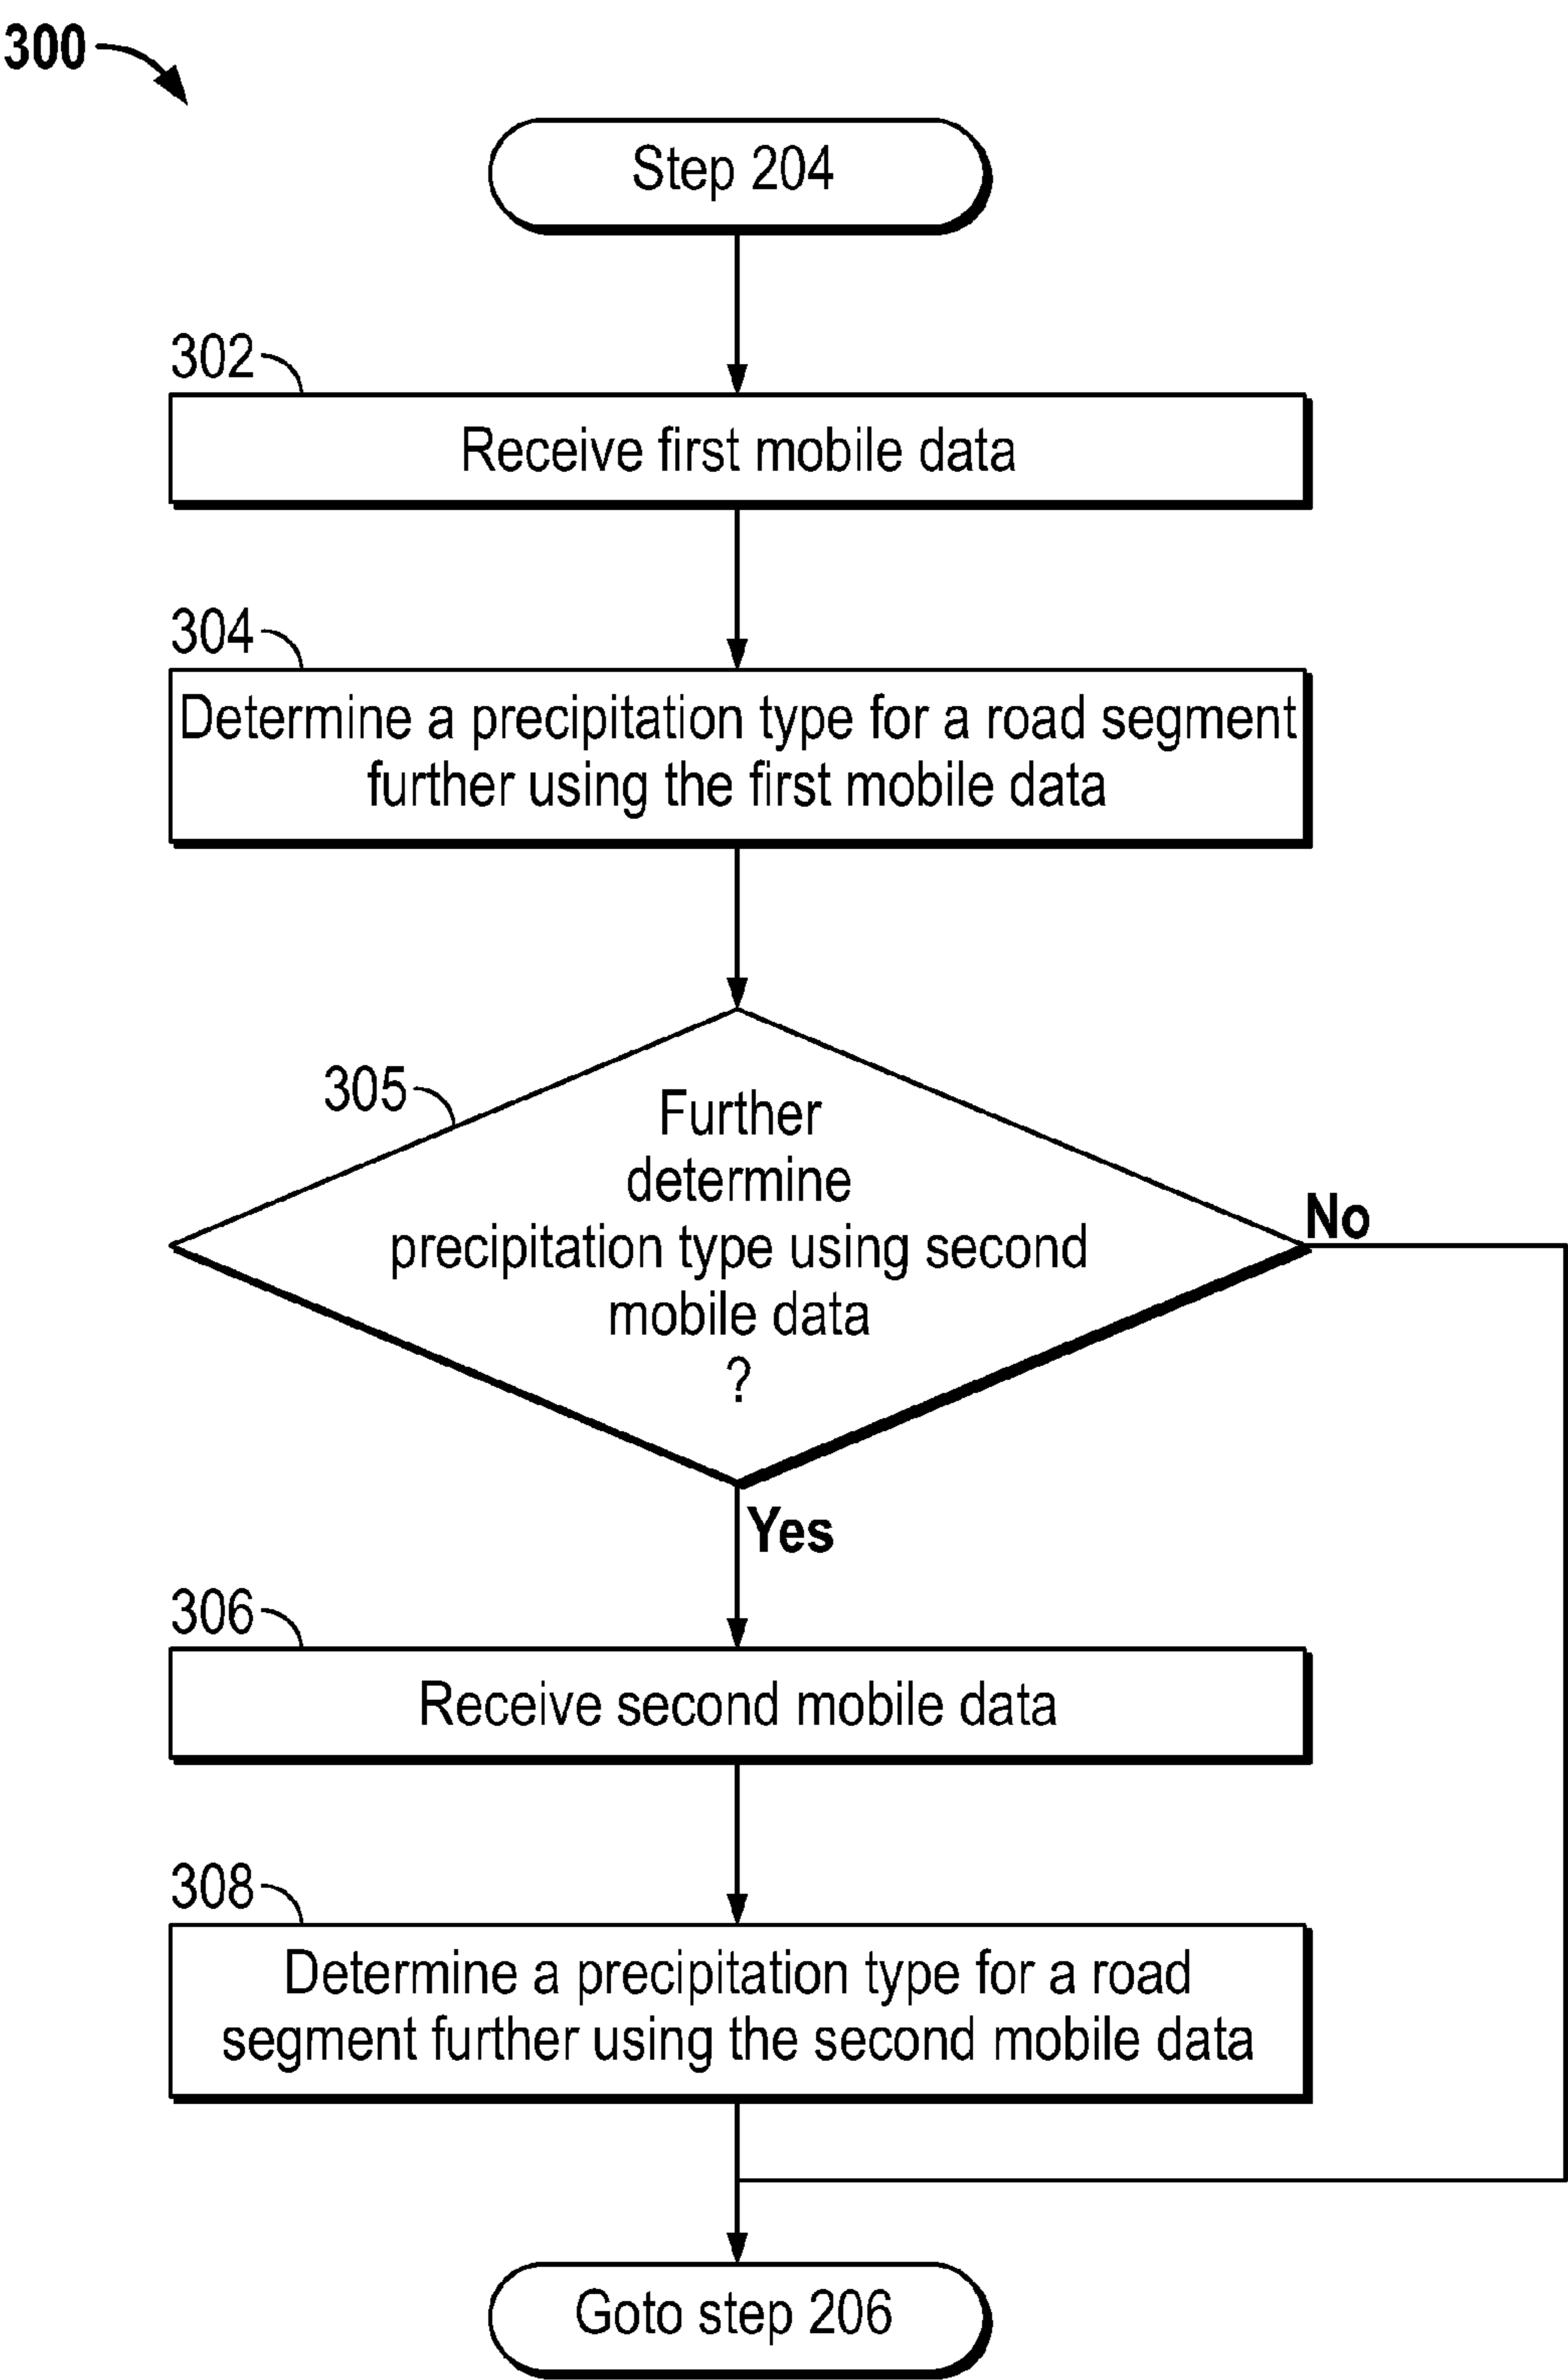 300
Step 204
302
Receive first mobile data
304
Determine a precipitation type for a road segment
further using the first mobile data
305
Further
determine
precipitation type using second
mobile data
?
No
Yes
306
Receive second mobile data
308
Determine a precipitation type for a road
segment further using the second mobile data
Goto step 206